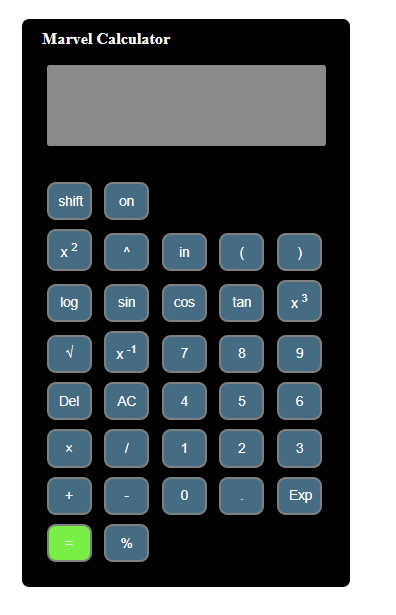 Marvel Calculator
shift on
x 2 ^ in ( )
log sin cos tan x 3
√ x -1 7 8 9
Del AC 4 5 6
× / 1 2 3
+ - 0 . Exp
= %